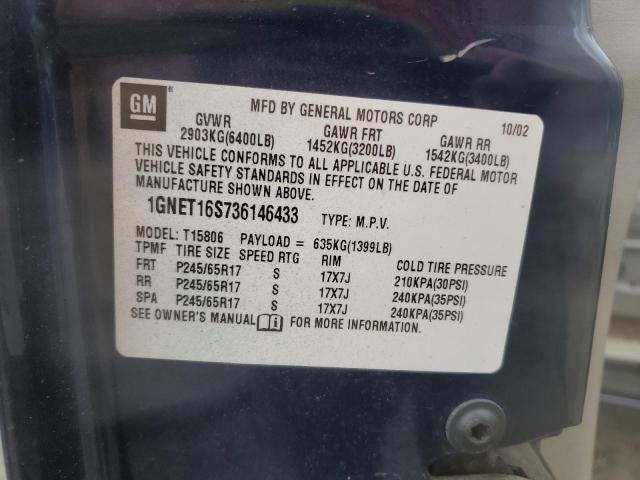 GM ® MFD BY GENERAL MOTORS CORP 10/02
GVWR GAWR FRT GAWR RR
2903KG(6400LB) 1452KG(3200LB) 1542KG(3400LB)
THIS VEHICLE CONFORMS TO ALL APPLICABLE U.S. FEDERAL MOTOR
VEHICLE SAFETY STANDARDS IN EFFECT ON THE DATE OF
MANUFACTURE SHOWN ABOVE.
1GNET16S736146433 TYPE: M.P.V.
MODEL: T15806 PAYLOAD = 635KG(1399LB)
TPMF TIRE SIZE SPEED RTG RIM COLD TIRE PRESSURE
FRT P245/65R17 S 17X7J 210KPA(30PSI)
RR P245/65R17 S 17X7J 240KPA(35PSI)
SPA P245/65R17 S 17X7J 240KPA(35PSI)
SEE OWNER'S MANUAL FOR MORE INFORMATION.